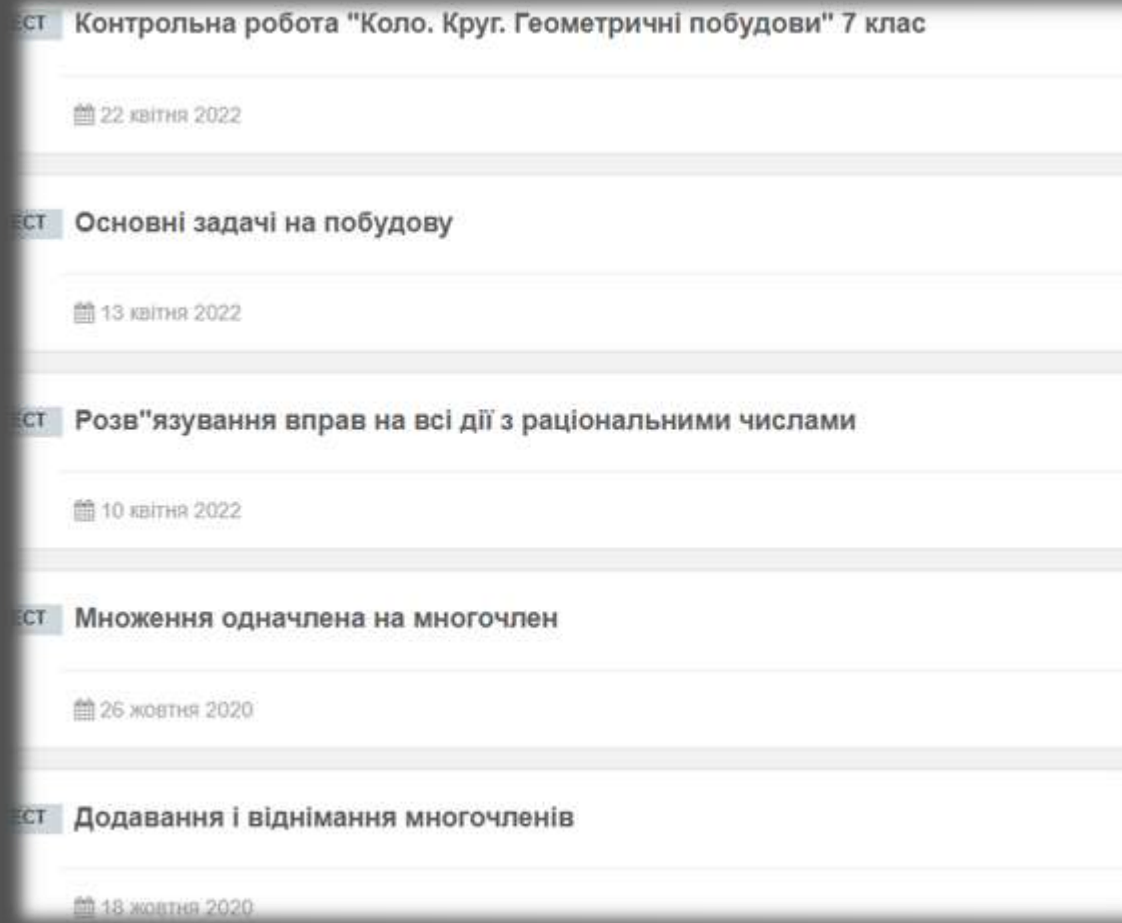 ЕСТ Контрольна робота "Коло. Круг. Геометричні побудови" 7 клас
22 квітня 2022
ЕСТ Основні задачі на побудову
13 квітня 2022
ЕСТ Розв"язування вправ на всі дії з раціональними числами
10 квітня 2022
ЕСТ Множення одначлена на многочлен
26 жовтня 2020
ЕСТ Додавання і віднімання многочленів
18 жовтня 2020